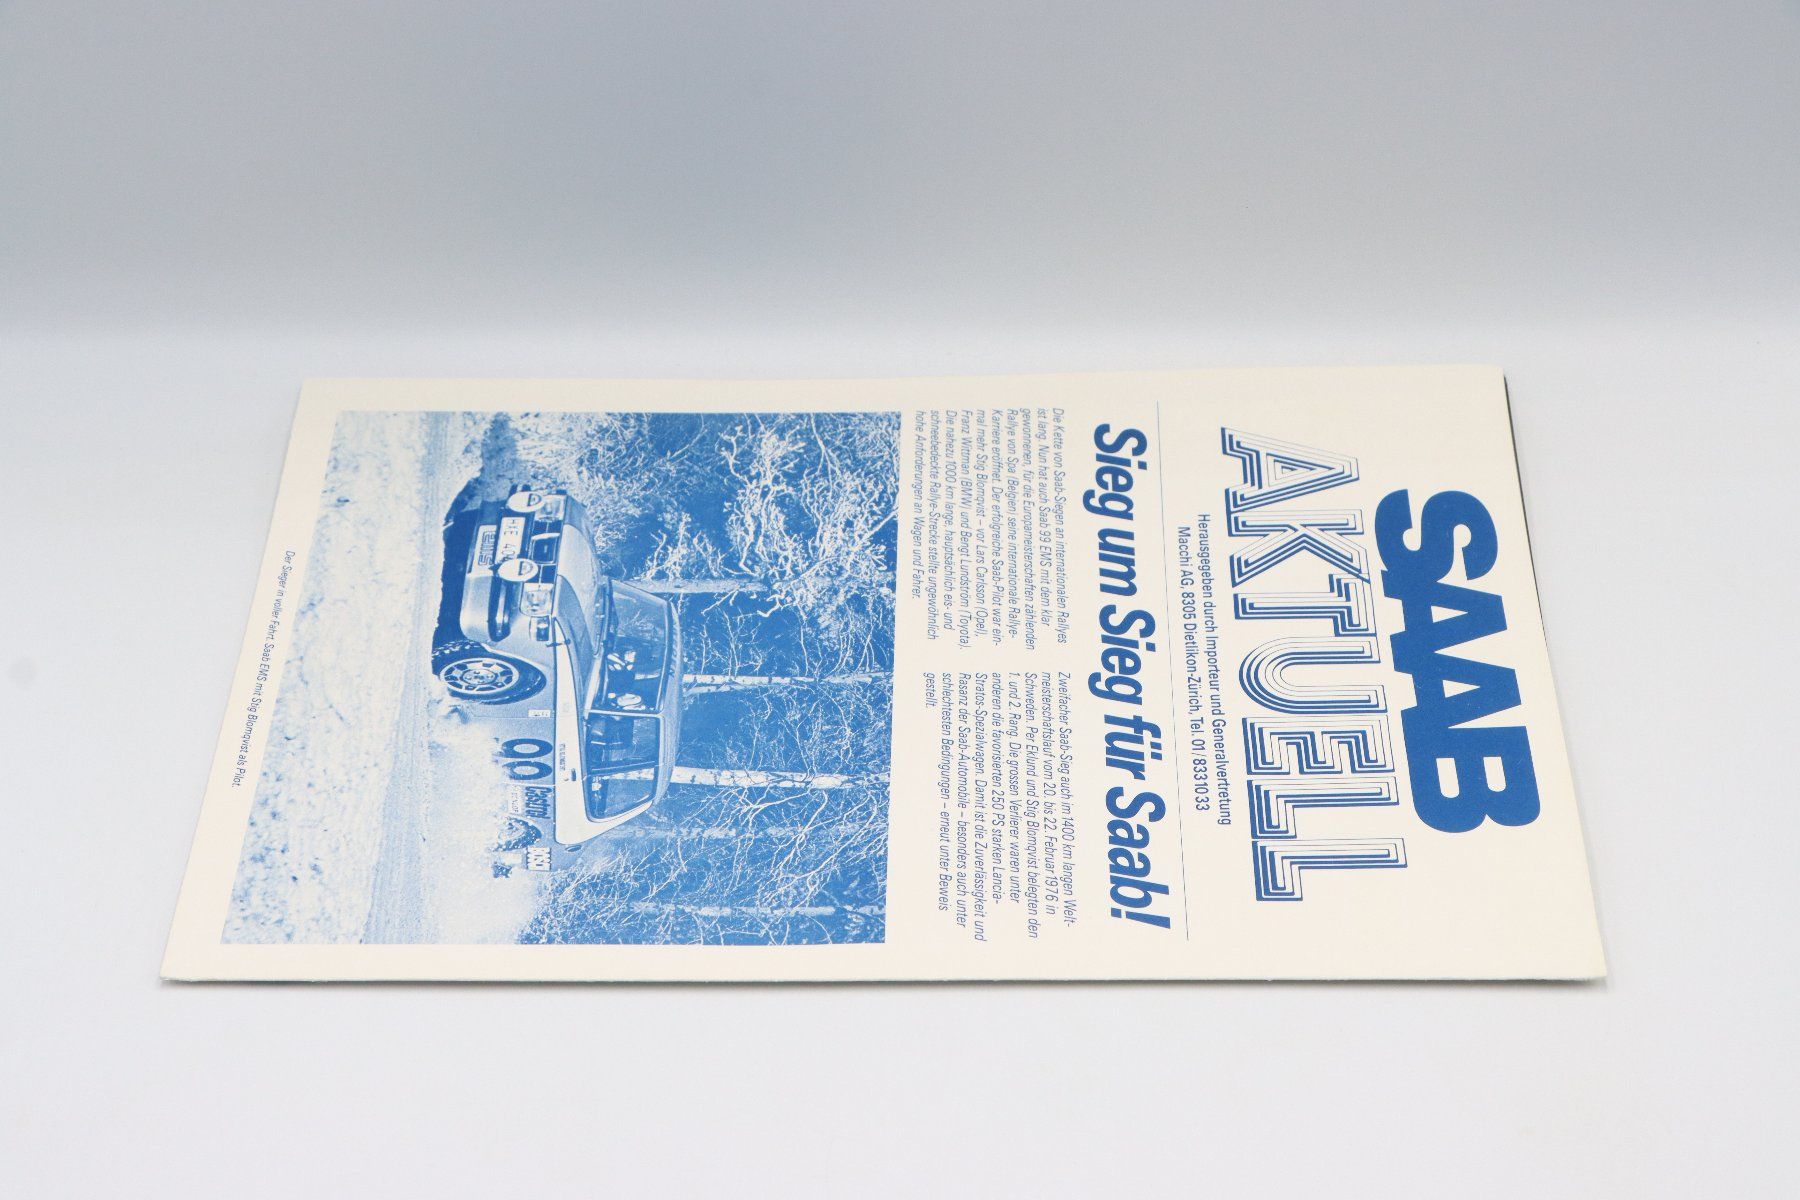 SAAB
AKTUELL
Herausgegeben durch Importeur und Generalvertretung
Macchi AG, 8305 Dietlikon-Zürich, Tel. 01/8331033
Sieg um Sieg für Saab!
Die Kette von Saab-Siegen an internationalen Rallyes
ist lang. Nun hat auch Saab 99 EMS mit dem klar
gewonnenen, für die Europameisterschaften zählenden
Rallye von Spa (Belgien) seine internationale Rallye-
Karriere eröffnet. Der erfolgreiche Saab-Pilot war ein-
mal mehr Stig Blomqvist – vor Lars Carlsson (Opel),
Franz Wittman (BMW) und Bengt Lundström (Toyota).
Die nahezu 1000 km lange, hauptsächlich eis- und
schneebedeckte Rallye-Strecke stellte ungewöhnlich
hohe Anforderungen an Wagen und Fahrer.
Zweifacher Saab-Sieg auch im 1400 km langen Welt-
meisterschaftslauf vom 20. bis 22. Februar 1976 in
Schweden. Per Eklund und Stig Blomqvist belegten den
1. und 2. Rang. Die grossen Verlierer waren unter
anderen die favorisierten 250 PS starken Lancia-
Stratos-Spezialwagen. Damit ist die Zuverlässigkeit und
Rasanz der Saab-Automobile – besonders auch unter
schlechtesten Bedingungen – erneut unter Beweis
gestellt.
EMS
Castrol
BOSCH
Der Sieger in voller Fahrt. Saab EMS mit Stig Blomqvist als Pilot.